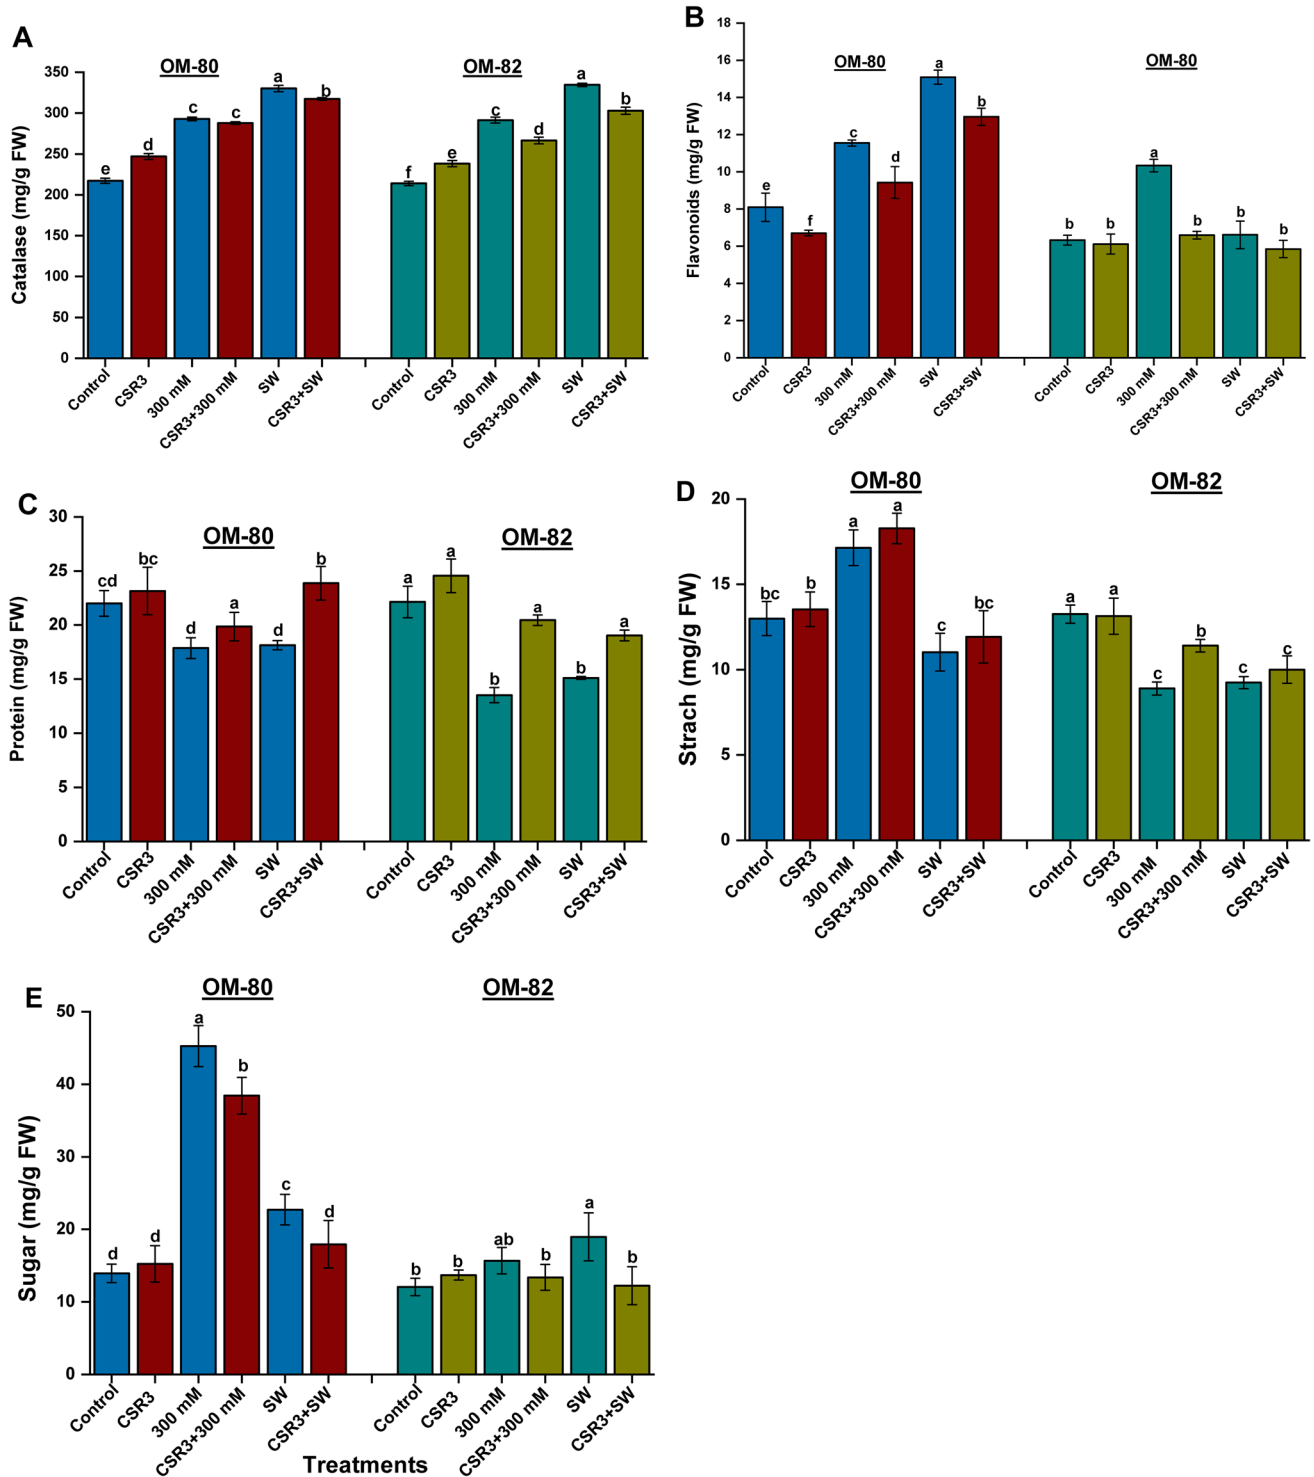 A
OM-80
OM-82
Catalase (mg/g FW)
350
300
250
200
150
100
50
0
e
d
c
c
a
b
f
e
c
d
a
b
Control
CSR3
300 mM
CSR3+300 mM
SW
CSR3+SW
Control
CSR3
300 mM
CSR3+300 mM
SW
CSR3+SW
B
OM-80
OM-80
Flavonoids (mg/g FW)
18
16
14
12
10
8
6
4
2
0
e
f
c
d
a
b
b
b
a
b
b
b
Control
CSR3
300 mM
CSR3+300 mM
SW
CSR3+SW
Control
CSR3
300 mM
CSR3+300 mM
SW
CSR3+SW
C
OM-80
OM-82
Protein (mg/g FW)
30
25
20
15
10
5
0
cd
bc
d
a
d
b
a
a
b
a
b
a
Control
CSR3
300 mM
CSR3+300 mM
SW
CSR3+SW
Control
CSR3
300 mM
CSR3+300 mM
SW
CSR3+SW
D
OM-80
OM-82
Strach (mg/g FW)
20
15
10
5
0
bc
b
a
a
c
bc
a
a
c
b
c
c
Control
CSR3
300 mM
CSR3+300 mM
SW
CSR3+SW
Control
CSR3
300 mM
CSR3+300 mM
SW
CSR3+SW
E
OM-80
OM-82
Sugar (mg/g FW)
50
40
30
20
10
0
d
d
a
b
c
d
b
b
ab
b
a
b
Control
CSR3
300 mM
CSR3+300 mM
SW
CSR3+SW
Control
CSR3
300 mM
CSR3+300 mM
SW
CSR3+SW
Treatments